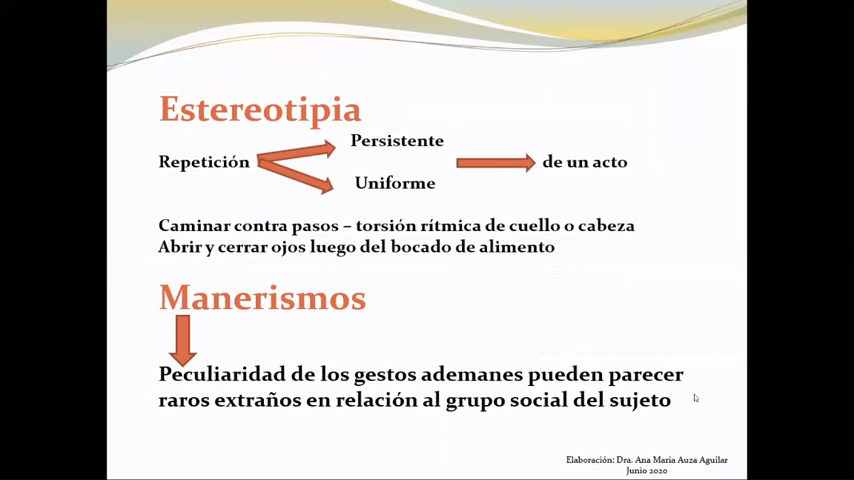 Estereotipia
Persistente
Repetición
de un acto
Uniforme
Caminar contra pasos – torsión rítmica de cuello o cabeza
Abrir y cerrar ojos luego del bocado de alimento
Manerismos
Peculiaridad de los gestos ademanes pueden parecer
raros extraños en relación al grupo social del sujeto
Elaboración: Dra. Ana Maria Auza Aguilar
Junio 2020